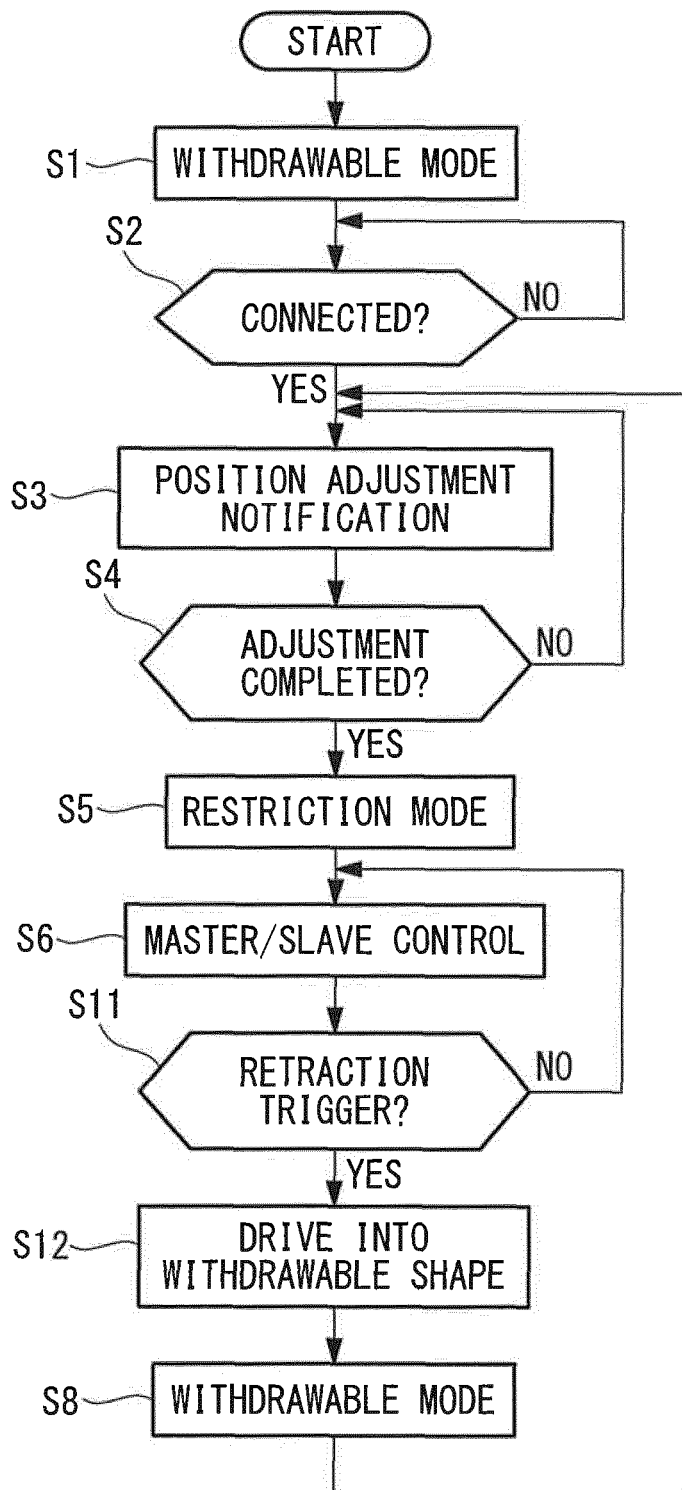 START
S1
WITHDRAWABLE MODE
S2
CONNECTED?
NO
YES
S3
POSITION ADJUSTMENT
NOTIFICATION
S4
ADJUSTMENT
COMPLETED?
NO
YES
S5
RESTRICTION MODE
S6
MASTER/SLAVE CONTROL
S11
RETRACTION
TRIGGER?
NO
YES
S12
DRIVE INTO
WITHDRAWABLE SHAPE
S8
WITHDRAWABLE MODE